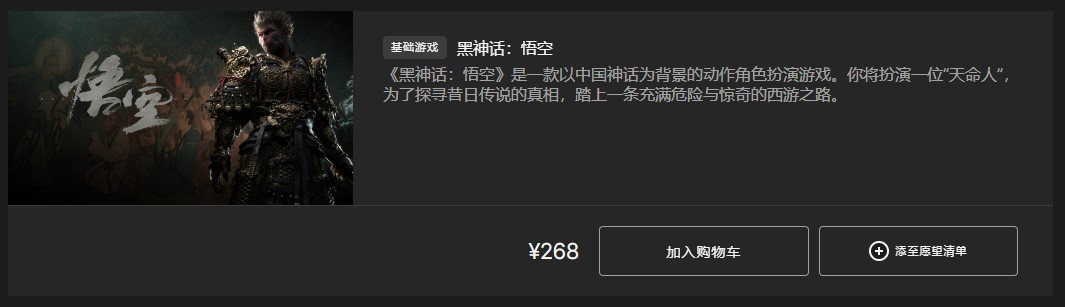 悟空
基础游戏 黑神话：悟空
《黑神话：悟空》是一款以中国神话为背景的动作角色扮演游戏。你将扮演一位“天命人”，
为了探寻昔日传说的真相，踏上一条充满危险与惊奇的西游之路。
¥268 加入购物车 添至愿望清单